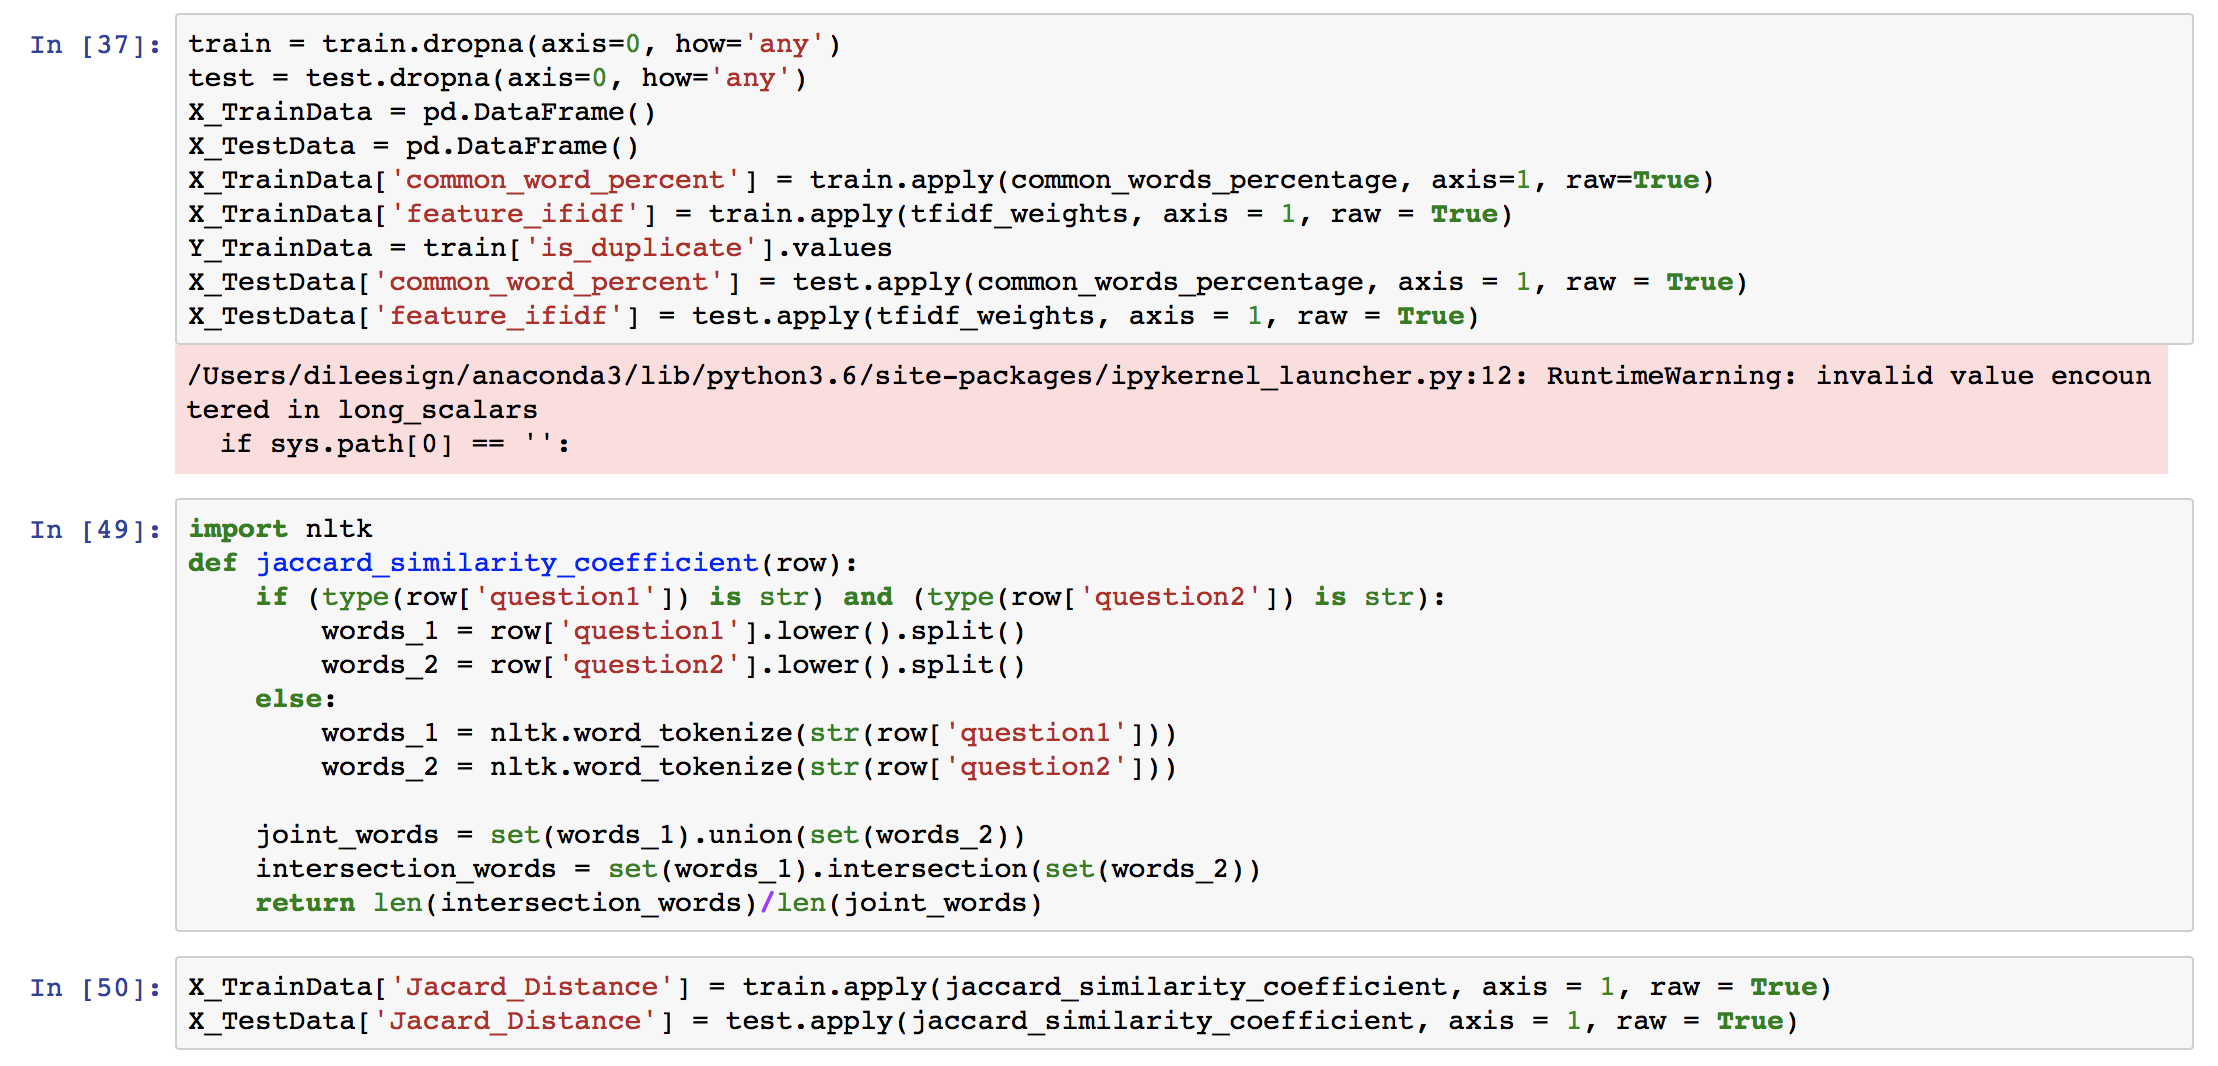 In [37]: train = train.dropna(axis=0, how='any')
test = test.dropna(axis=0, how='any')
X_TrainData = pd.DataFrame()
X_TestData = pd.DataFrame()
X_TrainData['common_word_percent'] = train.apply(common_words_percentage, axis=1, raw=True)
X_TrainData['feature_ifidf'] = train.apply(tfidf_weights, axis = 1, raw = True)
Y_TrainData = train['is_duplicate'].values
X_TestData['common_word_percent'] = test.apply(common_words_percentage, axis = 1, raw = True)
X_TestData['feature_ifidf'] = test.apply(tfidf_weights, axis = 1, raw = True)
/Users/dileesign/anaconda3/lib/python3.6/site-packages/ipykernel_launcher.py:12: RuntimeWarning: invalid value encoun
tered in long_scalars
  if sys.path[0] == '':
In [49]: import nltk
def jaccard_similarity_coefficient(row):
    if (type(row['question1']) is str) and (type(row['question2']) is str):
        words_1 = row['question1'].lower().split()
        words_2 = row['question2'].lower().split()
    else:
        words_1 = nltk.word_tokenize(str(row['question1']))
        words_2 = nltk.word_tokenize(str(row['question2']))
    joint_words = set(words_1).union(set(words_2))
    intersection_words = set(words_1).intersection(set(words_2))
    return len(intersection_words)/len(joint_words)
In [50]: X_TrainData['Jacard_Distance'] = train.apply(jaccard_similarity_coefficient, axis = 1, raw = True)
X_TestData['Jacard_Distance'] = test.apply(jaccard_similarity_coefficient, axis = 1, raw = True)